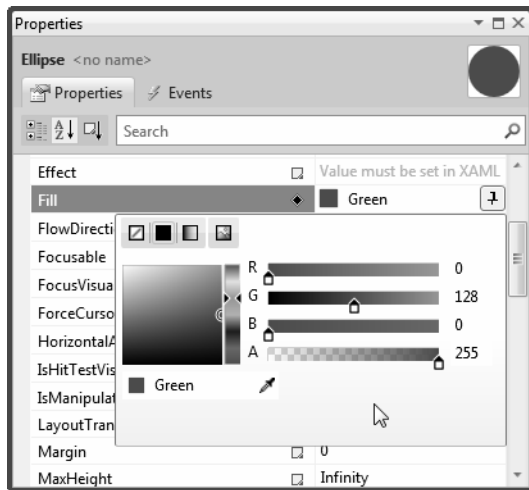 Properties
Ellipse <no name>
Properties Events
Search
Effect Value must be set in XAML
Fill Green
FlowDirecti
Focusable
FocusVisua
ForceCurso
HorizontalA
IsHitTestVis
IsManipulat
LayoutTran
R 0
G 128
B 0
A 255
Green
Margin 0
MaxHeight Infinity